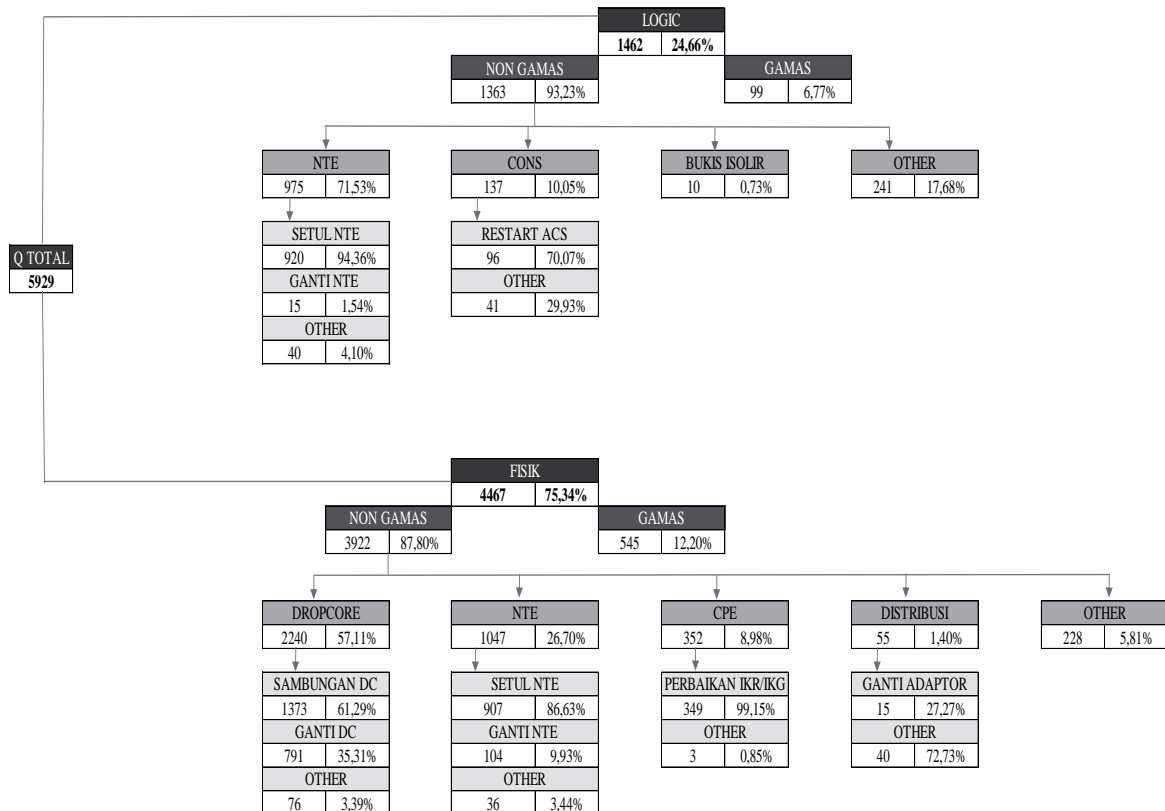 LOGIC
1462 24,66%
NON GAMAS GAMAS
1363 93,23% 99 6,77%
NTE CONS BUKIS ISOLIR OTHER
975 71,53% 137 10,05% 10 0,73% 241 17,68%
SETUL NTE RESTART ACS
920 94,36% 96 70,07%
GANTI NTE OTHER
15 1,54% 41 29,93%
OTHER
40 4,10%
Q TOTAL
5929
FISIK
4467 75,34%
NON GAMAS GAMAS
3922 87,80% 545 12,20%
DROPCORE NTE CPE DISTRIBUSI OTHER
2240 57,11% 1047 26,70% 352 8,98% 55 1,40% 228 5,81%
SAMBUNGAN DC SETUL NTE PERBAIKAN IKR/IKG GANTI ADAPTOR
1373 61,29% 907 86,63% 349 99,15% 15 27,27%
GANTI DC GANTI NTE OTHER OTHER
791 35,31% 104 9,93% 3 0,85% 40 72,73%
OTHER OTHER
76 3,39% 36 3,44%